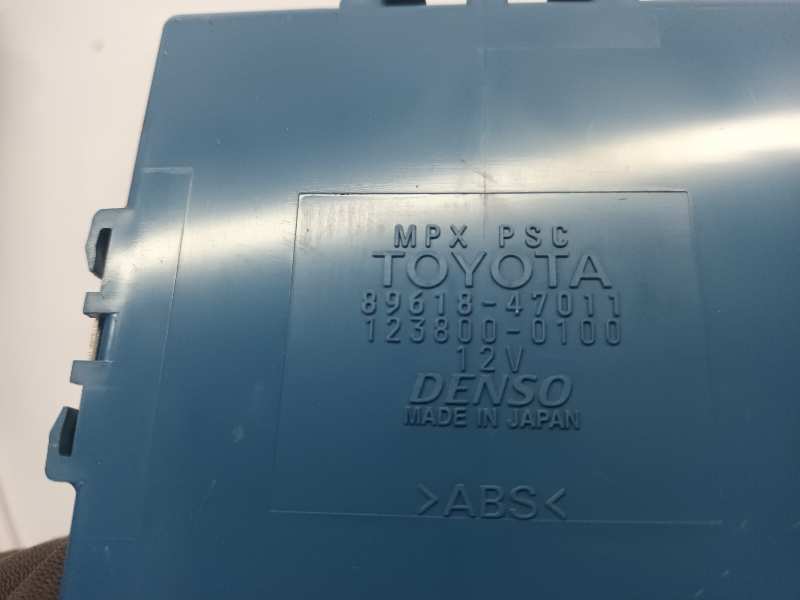 MPX PSC
TOYOTA
89618-47011
123800-0100
12V
DENSO
MADE IN JAPAN
>ABS<